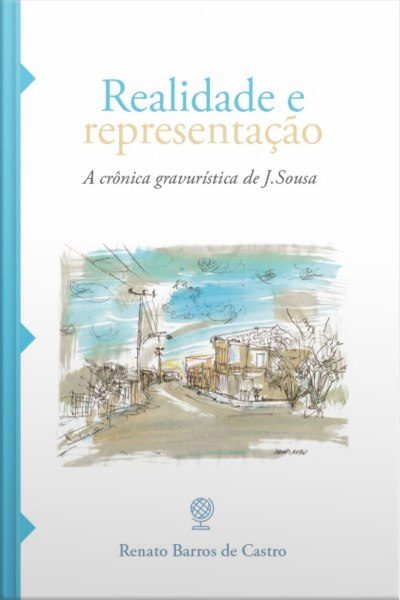 Realidade e
representação
A crônica gravurística de J.Sousa
Renato Barros de Castro